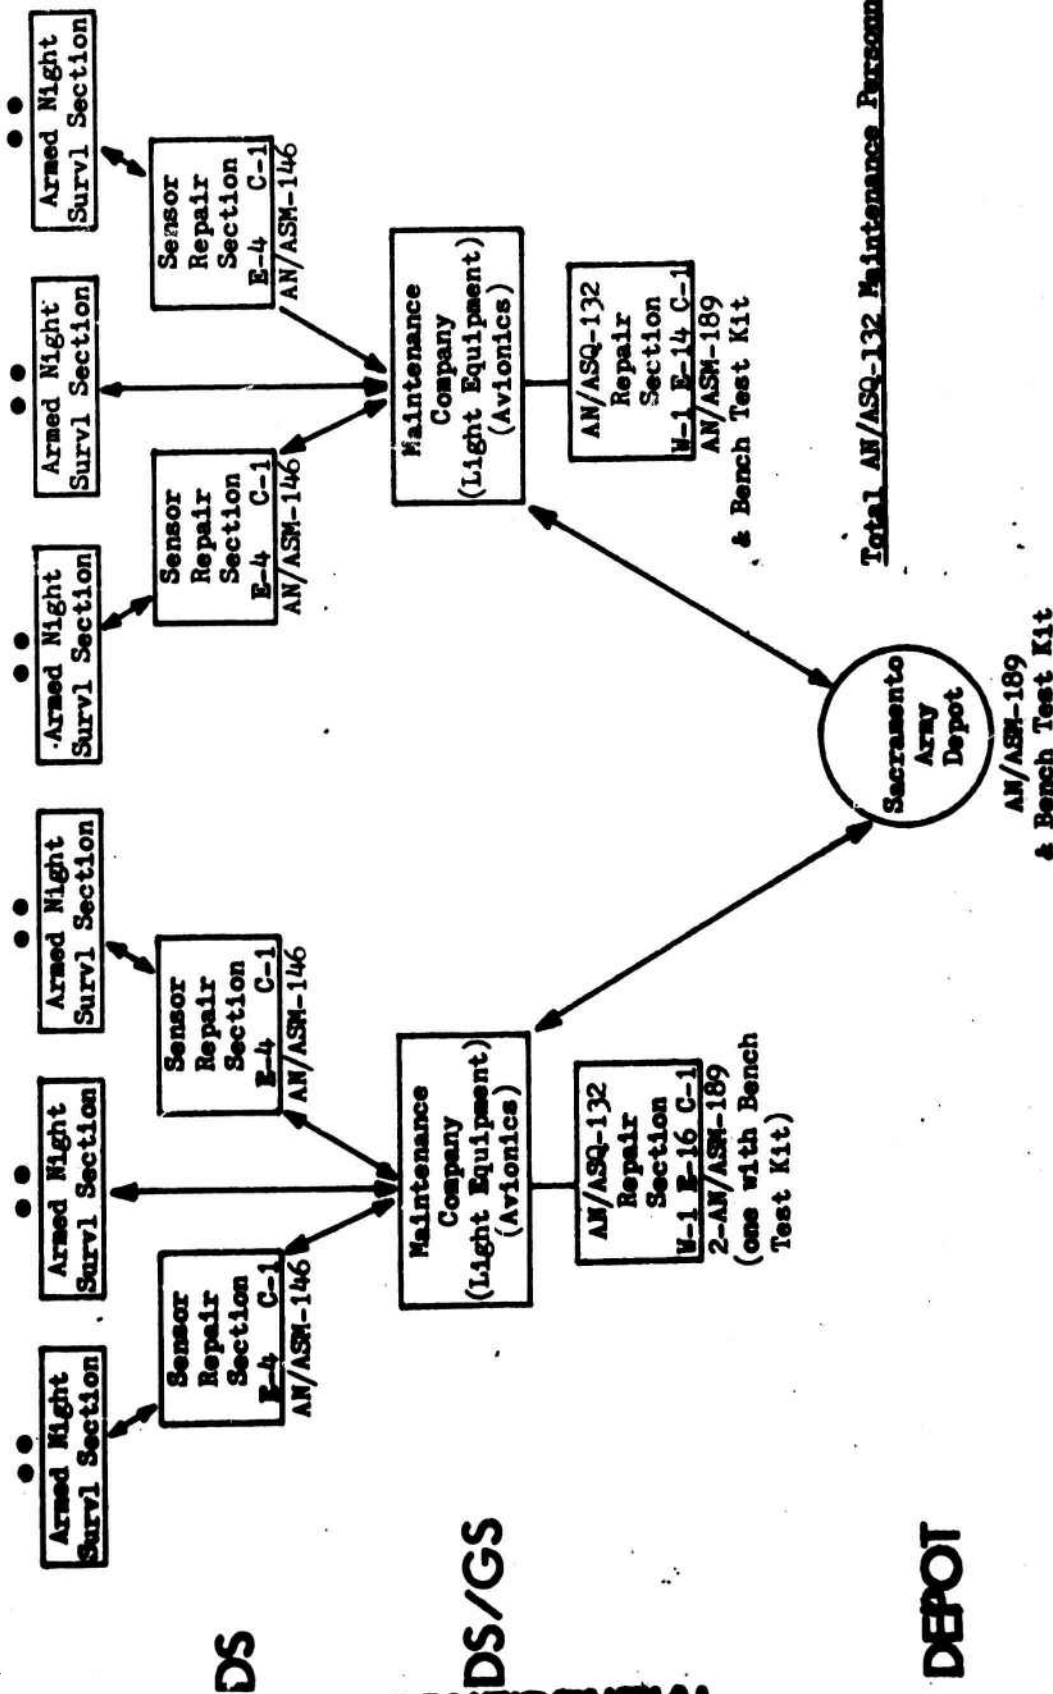 Armed Night
Survl Section
Armed Night
Survl Section
Armed Night
Survl Section
Armed Night
Survl Section
Armed Night
Survl Section
Armed Night
Survl Section
DS
Sensor
Repair
Section
E-4 C-1
AN/ASM-146
Sensor
Repair
Section
E-4 C-1
AN/ASM-146
Sensor
Repair
Section
E-4 C-1
AN/ASM-146
Sensor
Repair
Section
E-4 C-1
AN/ASM-146
DS/GS
Maintenance
Company
(Light Equipment)
(Avionics)
Maintenance
Company
(Light Equipment)
(Avionics)
AN/ASQ-132
Repair
Section
W-1 E-16 C-1
2-AN/ASM-189
(one with Bench
Test Kit)
AN/ASQ-132
Repair
Section
W-1 E-14 C-1
AN/ASM-189
& Bench Test Kit
DEPOT
Sacramento
Army
Depot
AN/ASM-189
& Bench Test Kit
Total AN/ASQ-132 Maintenance Personn